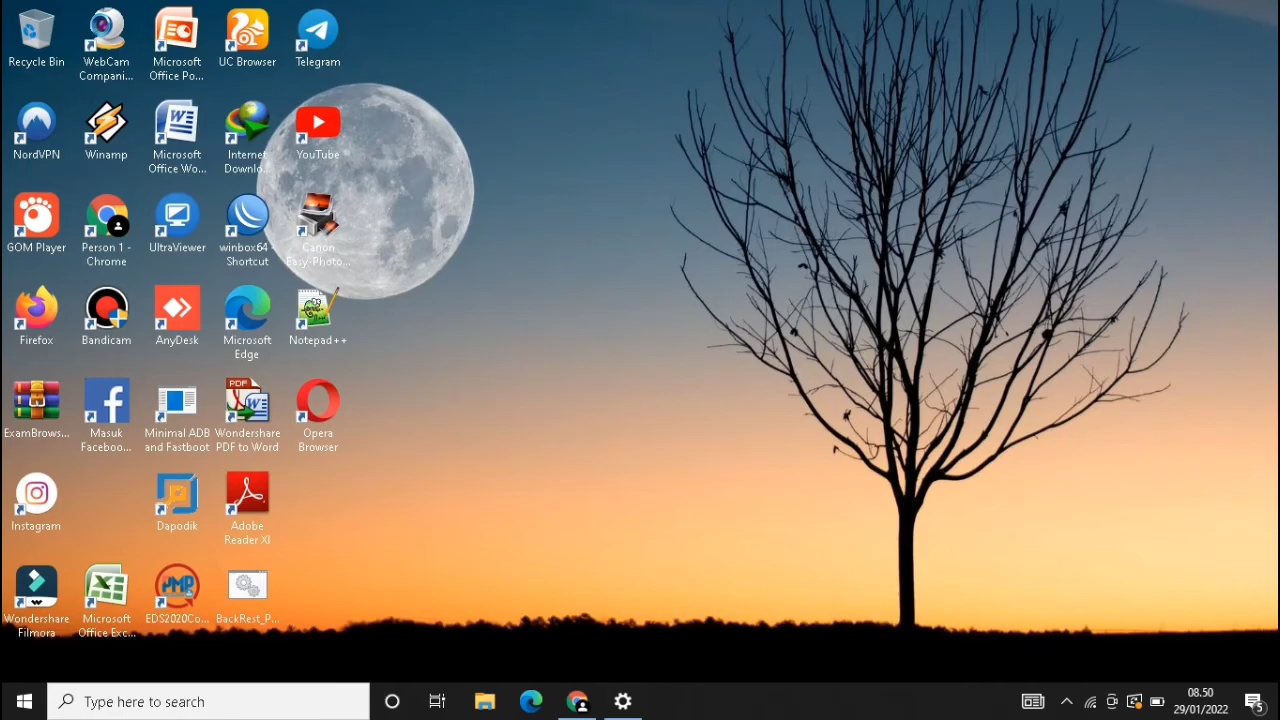 Recycle Bin
WebCam
Compani...
Microsoft
Office Po...
UC Browser
Telegram
NordVPN
Winamp
Microsoft
Office Wo...
Internet
Downlo...
YouTube
GOM Player
Person 1 -
Chrome
UltraViewer
winbox64 -
Shortcut
Canon
Easy-Photo...
Firefox
Bandicam
AnyDesk
Microsoft
Edge
Notepad++
ExamBrows...
Masuk
Faceboo...
Minimal ADB
and Fastboot
PDF
Wondershare
PDF to Word
Opera
Browser
Instagram
Dapodik
Adobe
Reader XI
Wondershare
Filmora
Microsoft
Office Exc...
PMP
EDS2020Co...
BackRest_P...
Type here to search
08.50
29/01/2022
5